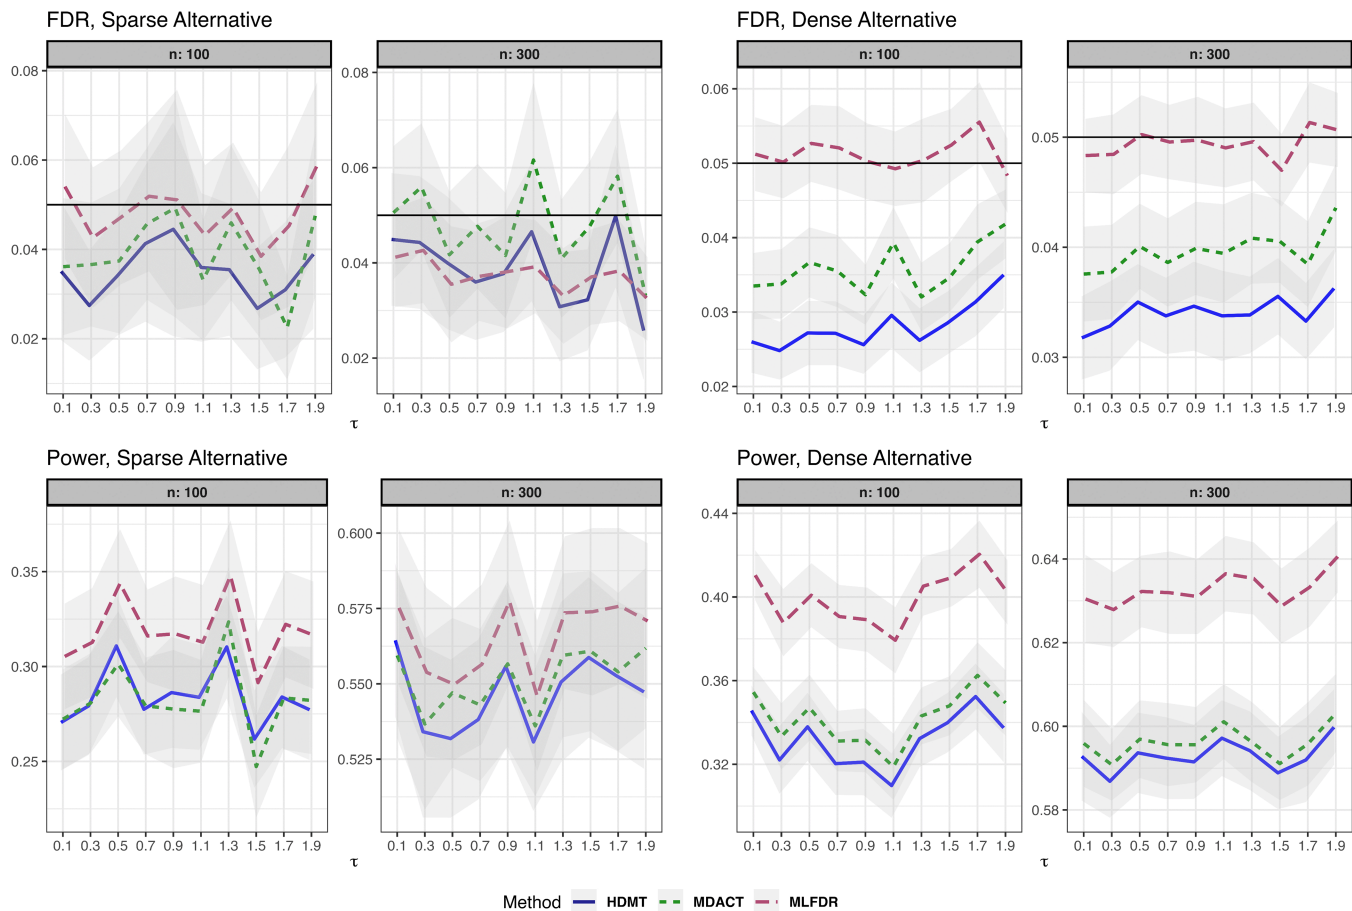 FDR, Sparse Alternative
n: 100
n: 300
0.08
0.06
0.04
0.02
0.08
0.06
0.04
0.02
0.1 0.3 0.5 0.7 0.9 1.1 1.3 1.5 1.7 1.9
0.1 0.3 0.5 0.7 0.9 1.1 1.3 1.5 1.7 1.9
τ
FDR, Dense Alternative
n: 100
n: 300
0.06
0.05
0.04
0.03
0.02
0.05
0.04
0.03
0.1 0.3 0.5 0.7 0.9 1.1 1.3 1.5 1.7 1.9
0.1 0.3 0.5 0.7 0.9 1.1 1.3 1.5 1.7 1.9
τ
Power, Sparse Alternative
n: 100
n: 300
0.35
0.30
0.25
0.600
0.575
0.550
0.525
0.1 0.3 0.5 0.7 0.9 1.1 1.3 1.5 1.7 1.9
0.1 0.3 0.5 0.7 0.9 1.1 1.3 1.5 1.7 1.9
τ
Power, Dense Alternative
n: 100
n: 300
0.44
0.40
0.36
0.32
0.64
0.62
0.60
0.58
0.1 0.3 0.5 0.7 0.9 1.1 1.3 1.5 1.7 1.9
0.1 0.3 0.5 0.7 0.9 1.1 1.3 1.5 1.7 1.9
τ
Method HDMT MDACT MLFDR